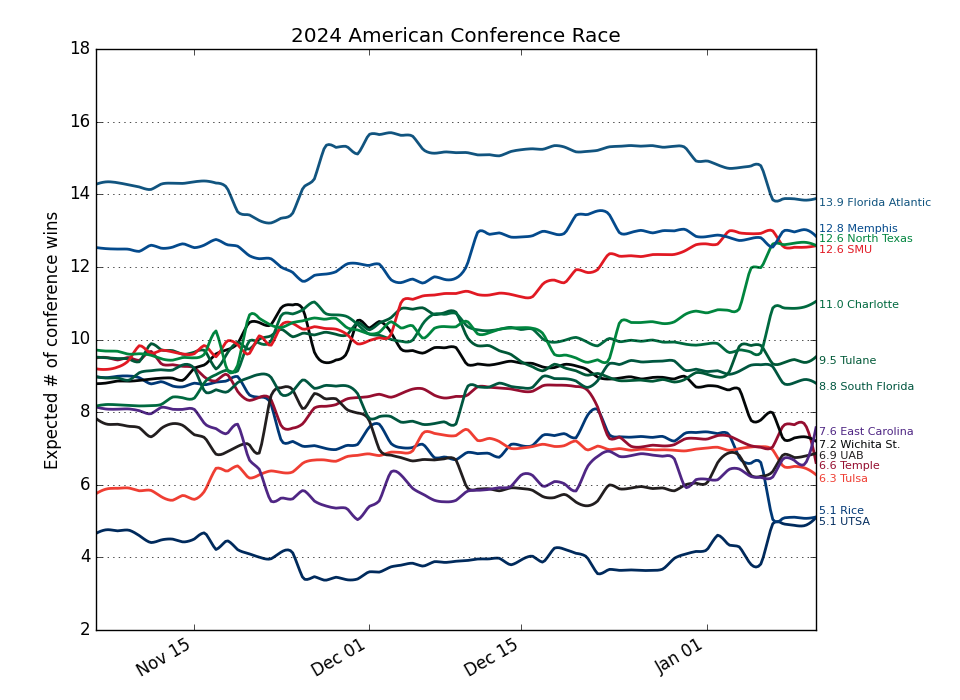 2024 American Conference Race
Expected # of conference wins
18
16
14
12
10
8
6
4
2
Nov 15
Dec 01
Dec 15
Jan 01
13.9 Florida Atlantic
12.8 Memphis
12.6 North Texas
12.6 SMU
11.0 Charlotte
9.5 Tulane
8.8 South Florida
7.6 East Carolina
7.2 Wichita St.
6.9 UAB
6.6 Temple
6.3 Tulsa
5.1 Rice
5.1 UTSA